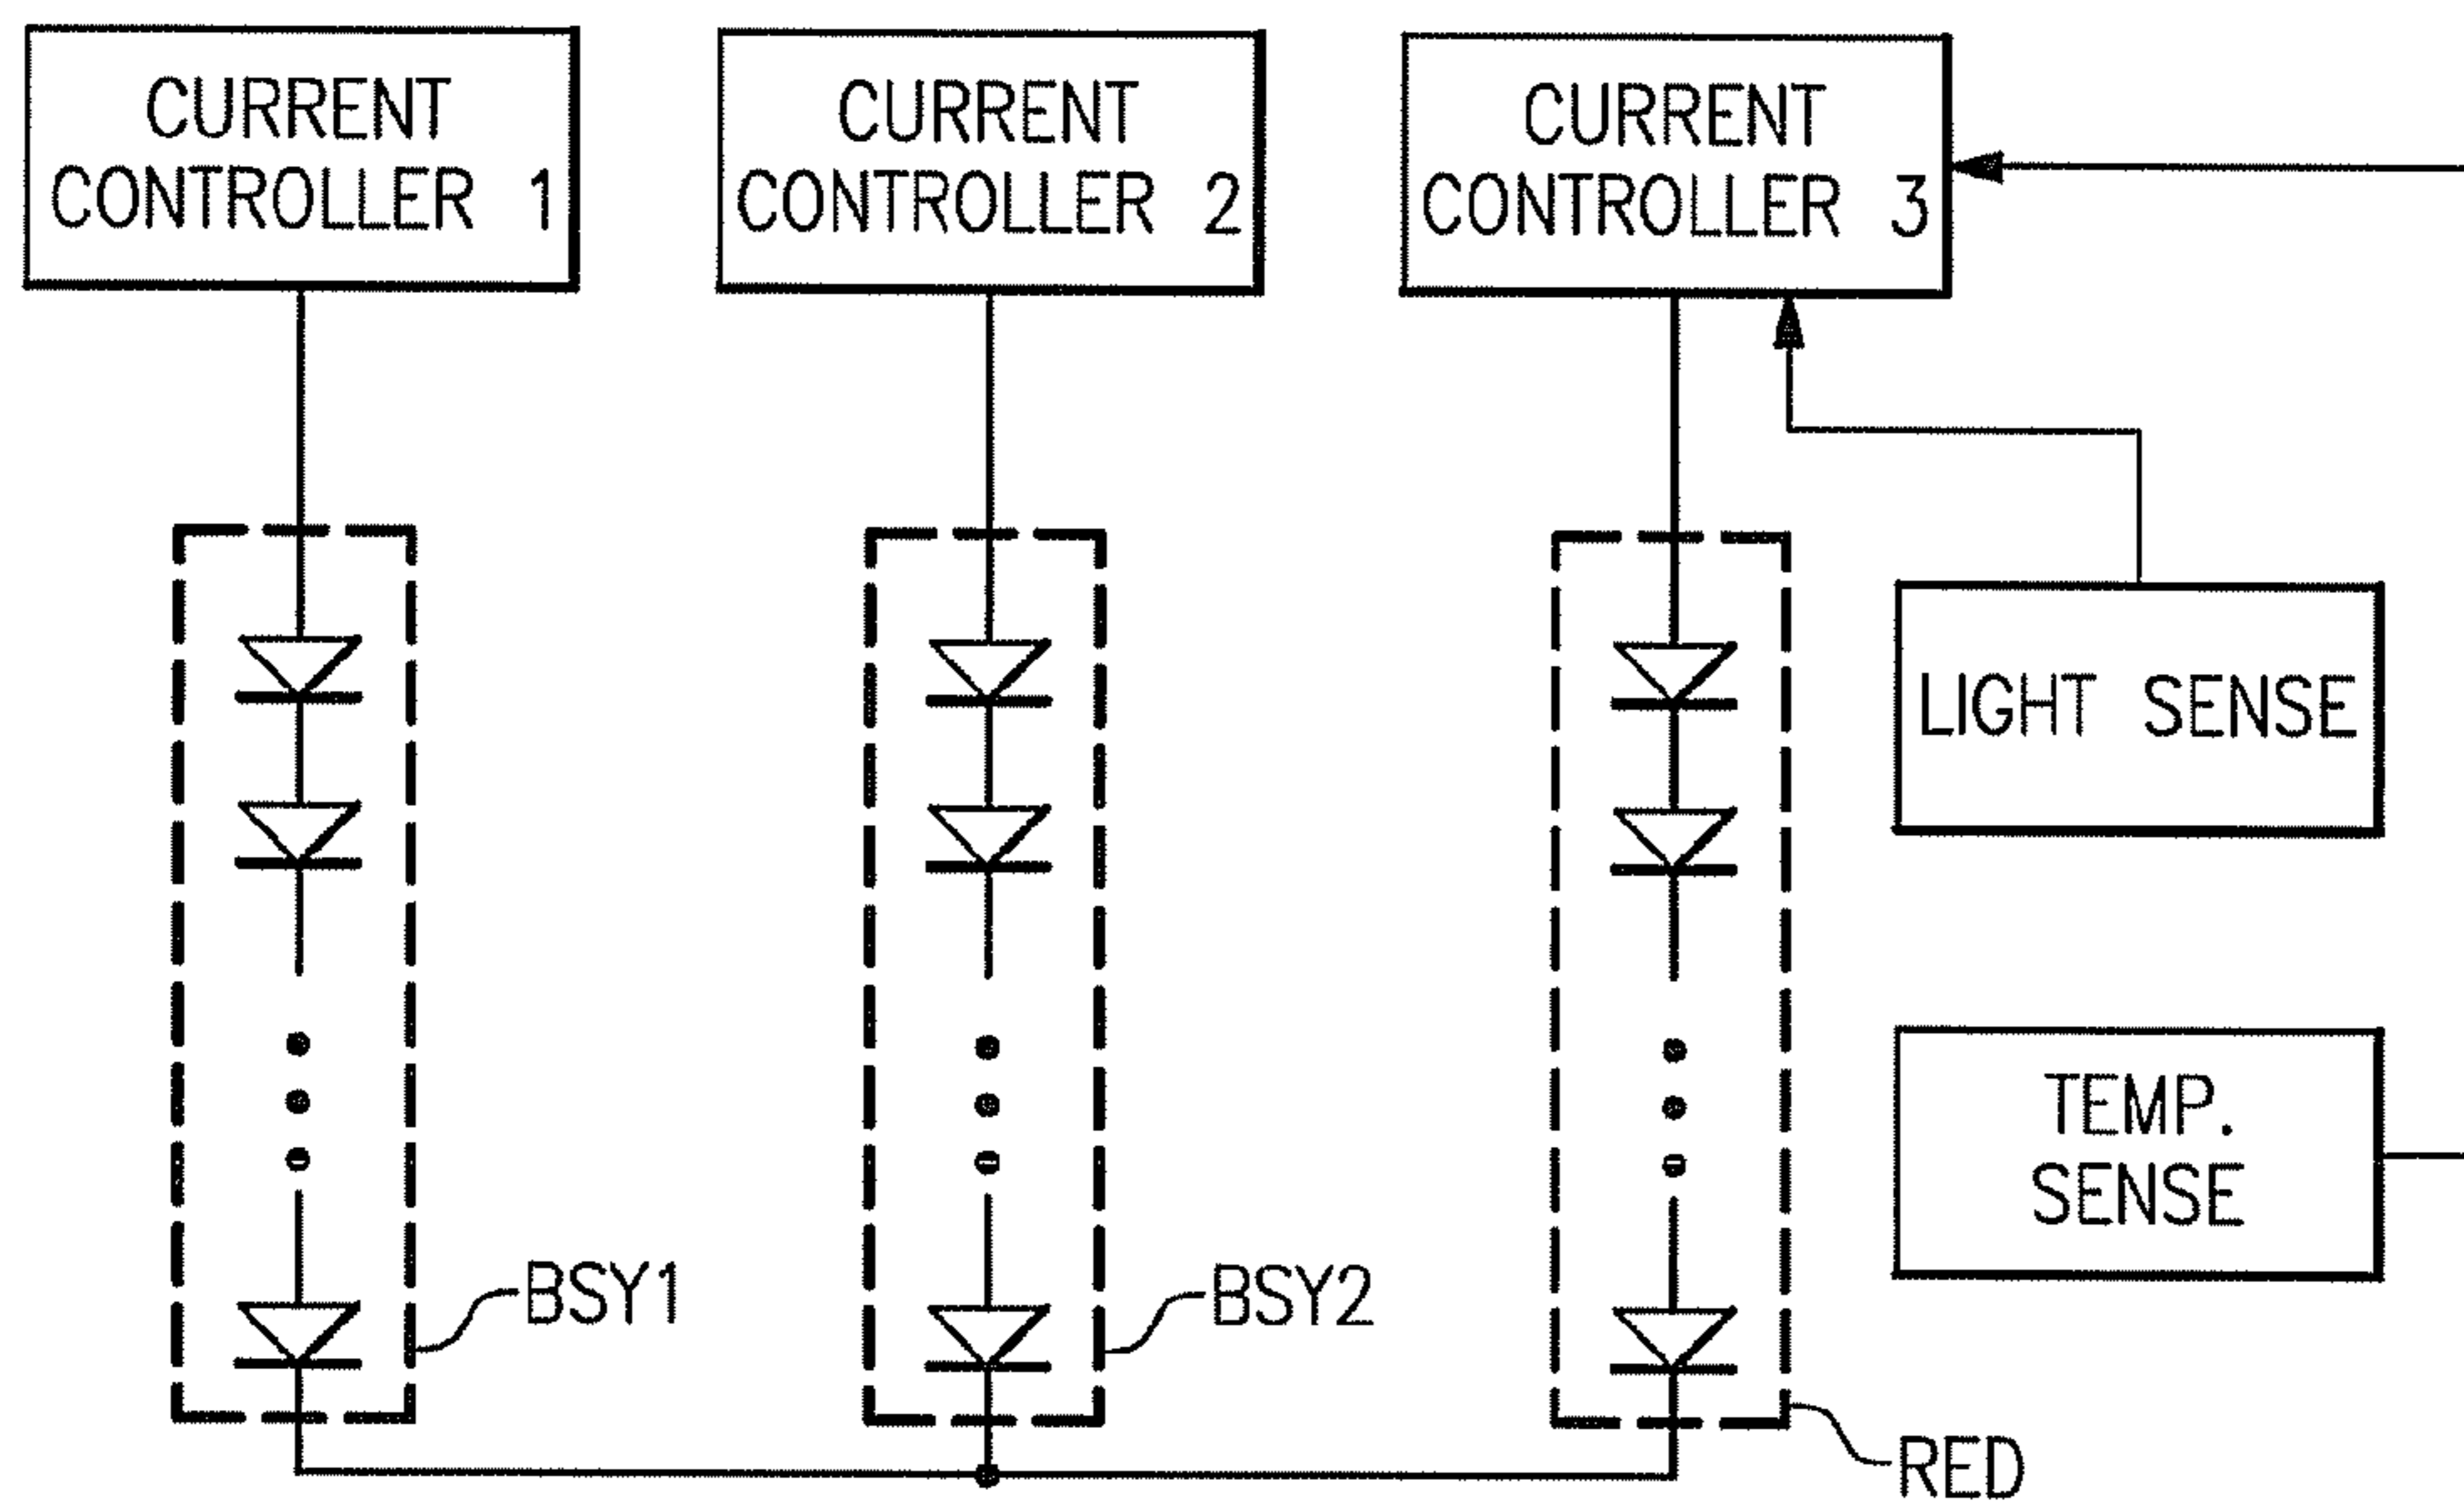 CURRENT
CONTROLLER 1
CURRENT
CONTROLLER 2
CURRENT
CONTROLLER 3
LIGHT SENSE
TEMP.
SENSE
BSY1
BSY2
RED